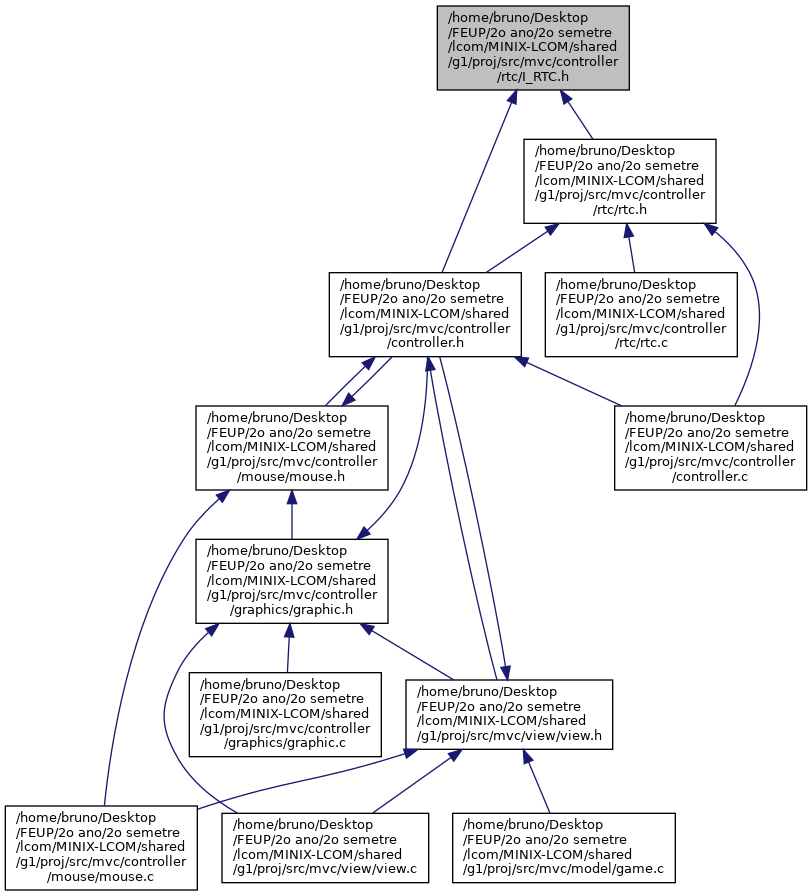 /home/bruno/Desktop
/FEUP/2o ano/2o semetre
/lcom/MINIX-LCOM/shared
/g1/proj/src/mvc/controller
/rtc/I_RTC.h
/home/bruno/Desktop
/FEUP/2o ano/2o semetre
/lcom/MINIX-LCOM/shared
/g1/proj/src/mvc/controller
/rtc/rtc.h
/home/bruno/Desktop
/FEUP/2o ano/2o semetre
/lcom/MINIX-LCOM/shared
/g1/proj/src/mvc/controller
/controller.h
/home/bruno/Desktop
/FEUP/2o ano/2o semetre
/lcom/MINIX-LCOM/shared
/g1/proj/src/mvc/controller
/rtc/rtc.c
/home/bruno/Desktop
/FEUP/2o ano/2o semetre
/lcom/MINIX-LCOM/shared
/g1/proj/src/mvc/controller
/mouse/mouse.h
/home/bruno/Desktop
/FEUP/2o ano/2o semetre
/lcom/MINIX-LCOM/shared
/g1/proj/src/mvc/controller
/controller.c
/home/bruno/Desktop
/FEUP/2o ano/2o semetre
/lcom/MINIX-LCOM/shared
/g1/proj/src/mvc/controller
/graphics/graphic.h
/home/bruno/Desktop
/FEUP/2o ano/2o semetre
/lcom/MINIX-LCOM/shared
/g1/proj/src/mvc/controller
/graphics/graphic.c
/home/bruno/Desktop
/FEUP/2o ano/2o semetre
/lcom/MINIX-LCOM/shared
/g1/proj/src/mvc/view/view.h
/home/bruno/Desktop
/FEUP/2o ano/2o semetre
/lcom/MINIX-LCOM/shared
/g1/proj/src/mvc/controller
/mouse/mouse.c
/home/bruno/Desktop
/FEUP/2o ano/2o semetre
/lcom/MINIX-LCOM/shared
/g1/proj/src/mvc/view/view.c
/home/bruno/Desktop
/FEUP/2o ano/2o semetre
/lcom/MINIX-LCOM/shared
/g1/proj/src/mvc/model/game.c